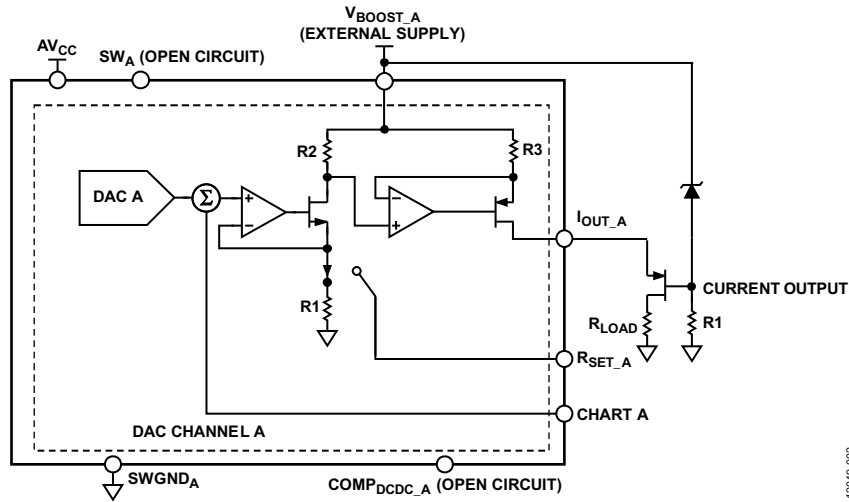 V_BOOST_A
(EXTERNAL SUPPLY)
AV_CC
SW_A (OPEN CIRCUIT)
R2
R3
DAC A
Σ
+
−
−
+
I_OUT_A
CURRENT OUTPUT
R1
R_LOAD
R1
R_SET_A
CHART A
DAC CHANNEL A
SWGND_A
COMP_DCDC_A (OPEN CIRCUIT)